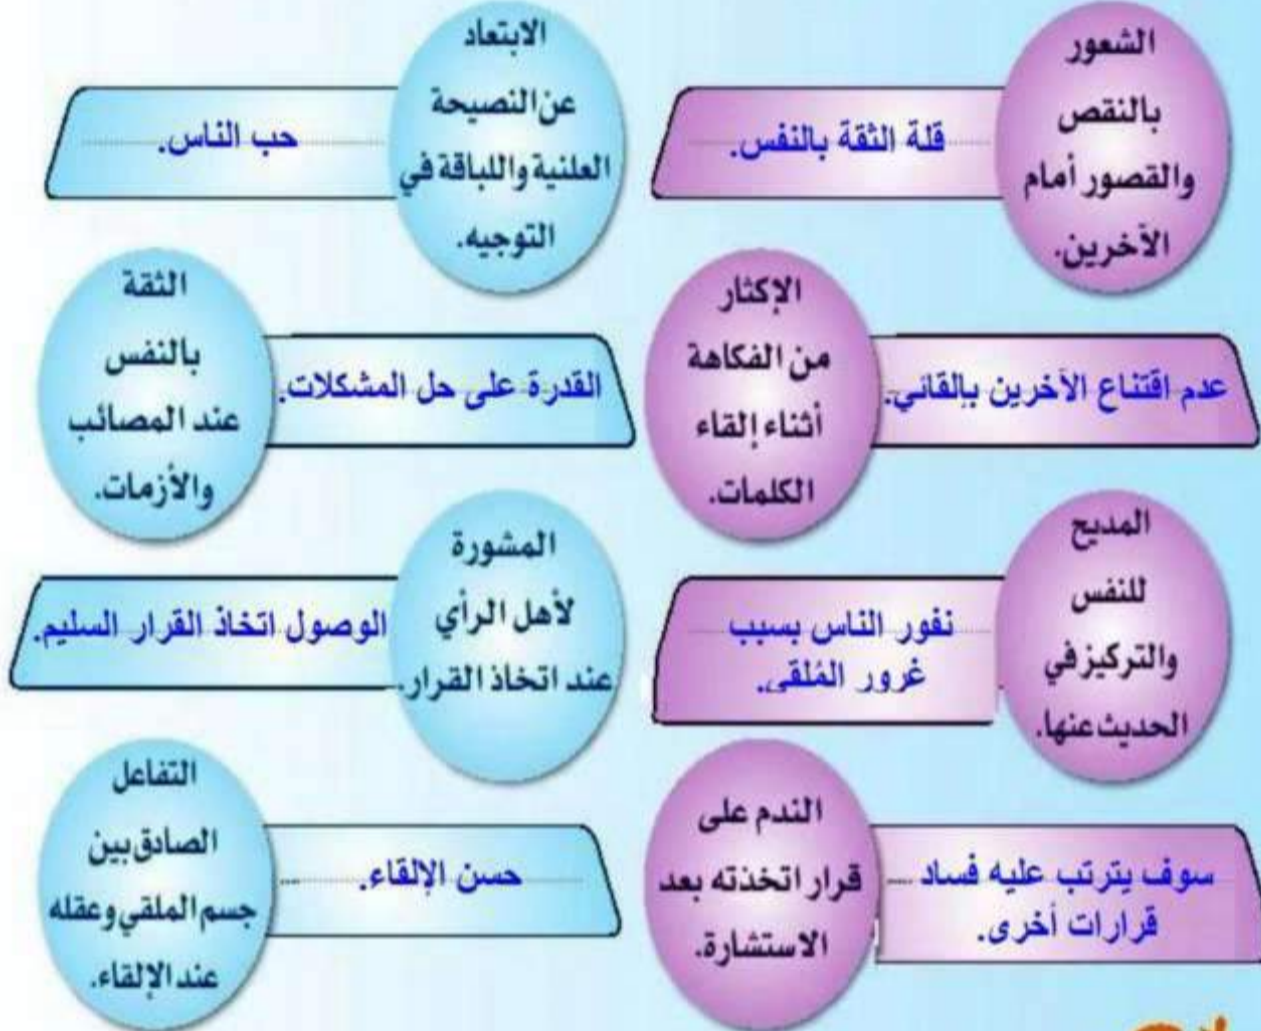 الشعور
بالنقص
والقصور أمام
الآخرين.
قلة الثقة بالنفس.
الابتعاد
عن النصيحة
العلنية واللباقة في
التوجيه.
حب الناس.
الإكثار
من الفكاهة
أثناء إلقاء
الكلمات.
عدم اقتناع الآخرين بإلقائي.
الثقة
بالنفس
عند المصائب
والأزمات.
القدرة على حل المشكلات.
المديح
للنفس
والتركيز في
الحديث عنها.
نفور الناس بسبب
غرور المُلقى.
المشورة
لأهل الرأي
عند اتخاذ القرار.
الوصول اتخاذ القرار السليم.
الندم على
قرار اتخذته بعد
الاستشارة.
سوف يترتب عليه فساد
قرارات أخرى.
التفاعل
الصادق بين
جسم الملقي وعقله
عند الإلقاء.
حسن الإلقاء.